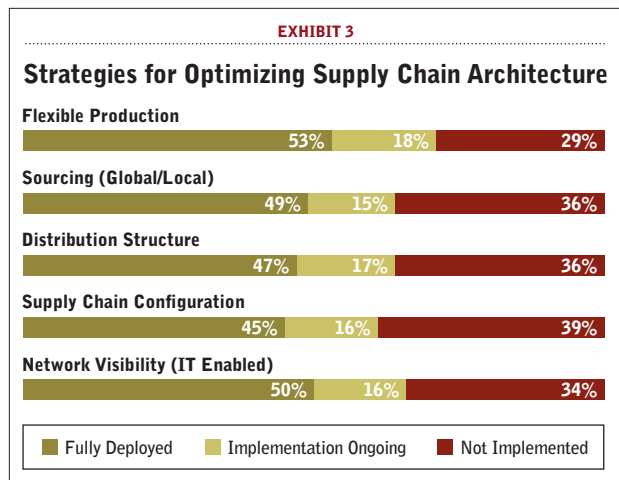 EXHIBIT 3
Strategies for Optimizing Supply Chain Architecture
Flexible Production
53% 18% 29%
Sourcing (Global/Local)
49% 15% 36%
Distribution Structure
47% 17% 36%
Supply Chain Configuration
45% 16% 39%
Network Visibility (IT Enabled)
50% 16% 34%
Fully Deployed Implementation Ongoing Not Implemented